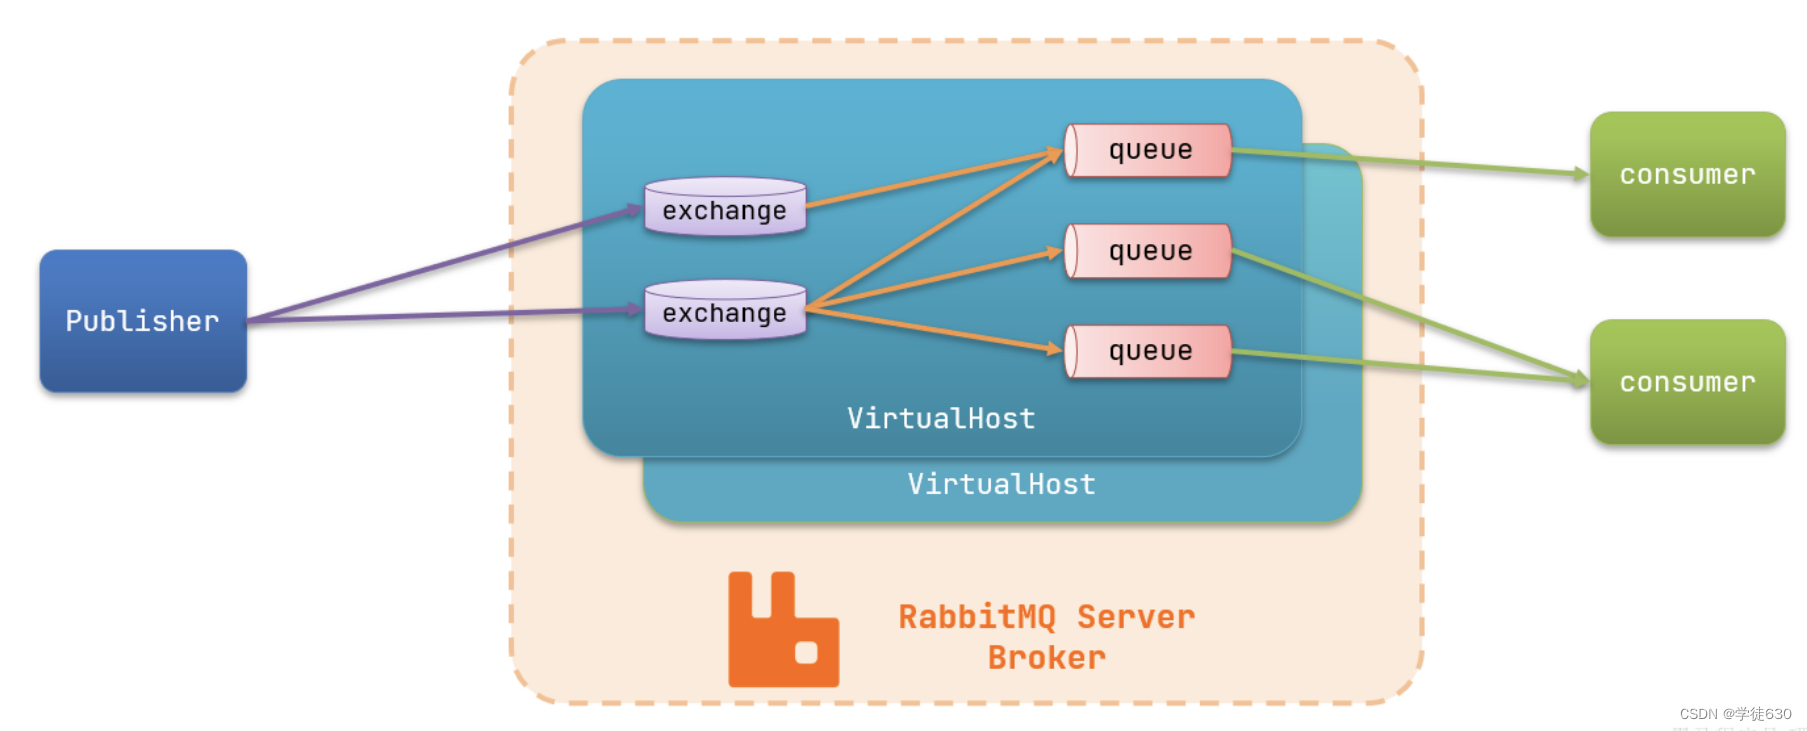 Publisher
exchange
exchange
queue
queue
queue
VirtualHost
VirtualHost
RabbitMQ Server
Broker
consumer
consumer
CSDN @学徒630